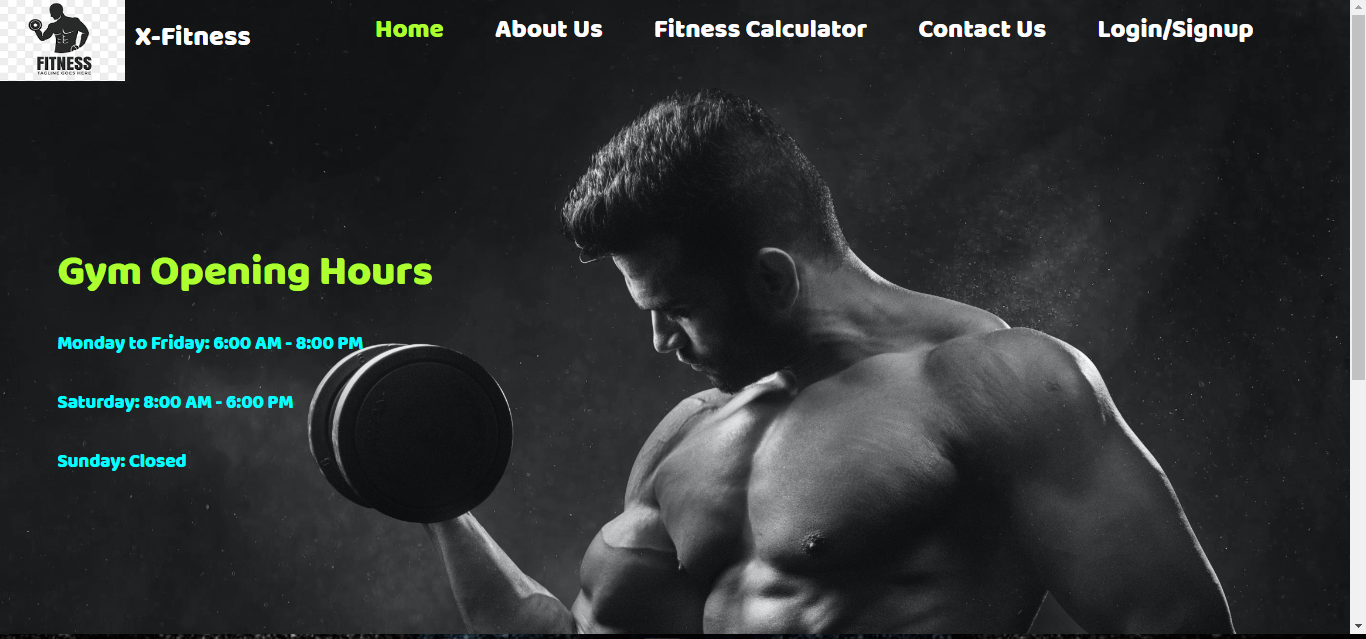 FITNESS
TAGLINE GOES HERE
X-Fitness
Home
About Us
Fitness Calculator
Contact Us
Login/Signup
Gym Opening Hours
Monday to Friday: 6:00 AM - 8:00 PM
Saturday: 8:00 AM - 6:00 PM
Sunday: Closed